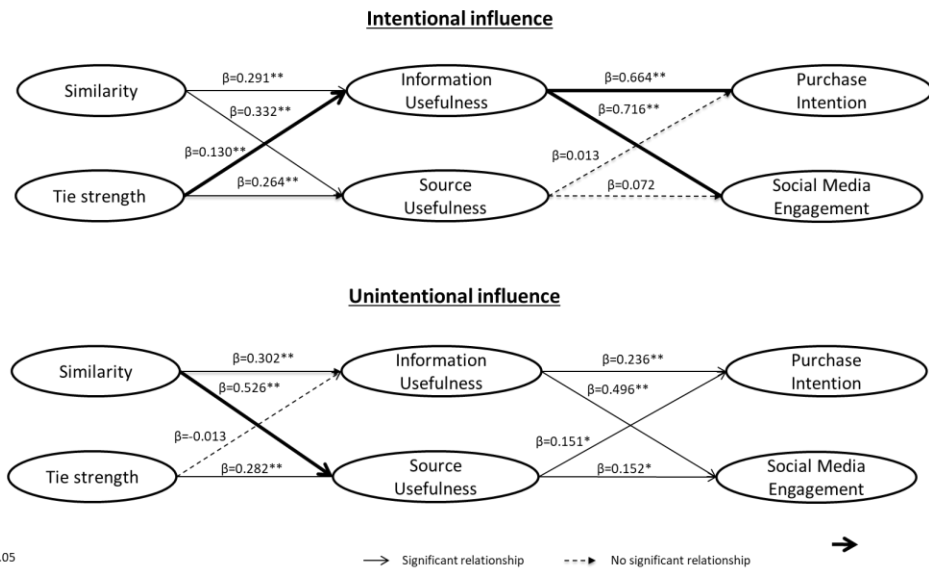 Intentional influence
Similarity
β=0.291**
Information
Usefulness
β=0.664**
Purchase
Intention
β=0.332**
β=0.716**
β=0.130**
β=0.013
Tie strength
β=0.264**
Source
Usefulness
β=0.072
Social Media
Engagement
Unintentional influence
Similarity
β=0.302**
Information
Usefulness
β=0.236**
Purchase
Intention
β=0.526**
β=0.496**
β=-0.013
β=0.151*
Tie strength
β=0.282**
Source
Usefulness
β=0.152*
Social Media
Engagement
.05
Significant relationship
No significant relationship